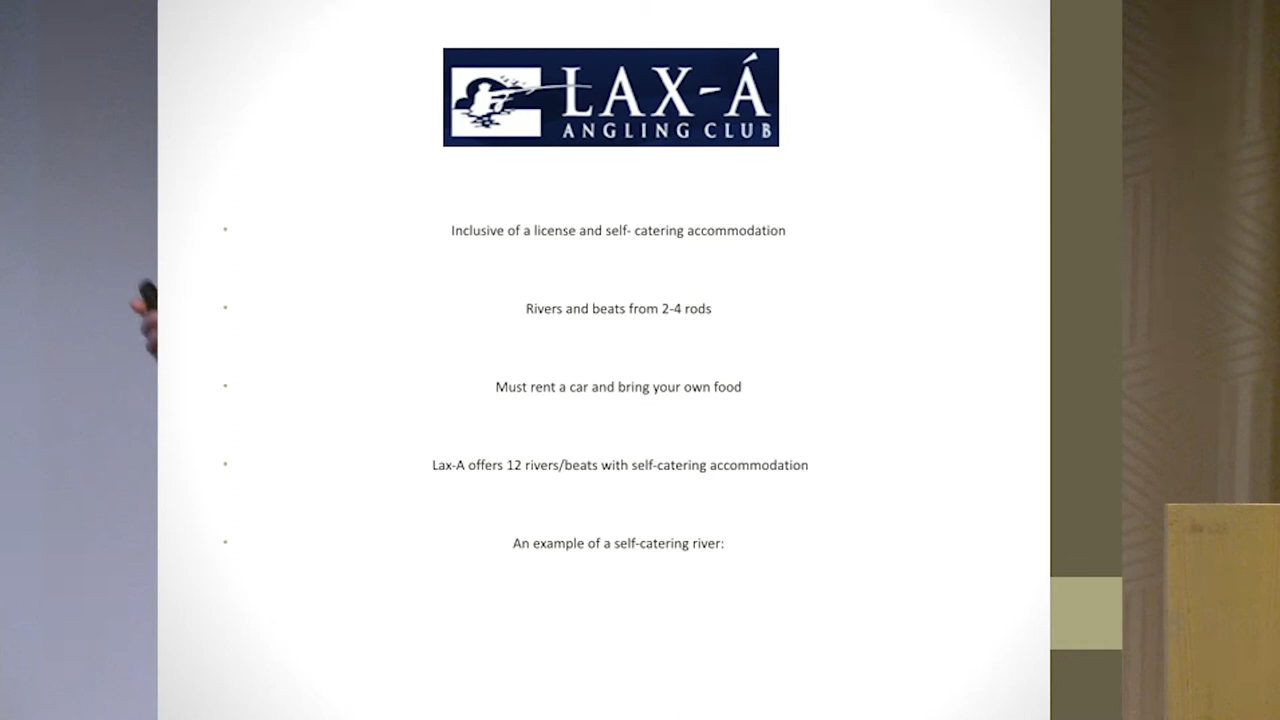 LAX-Á
ANGLING CLUB
Inclusive of a license and self- catering accommodation
Rivers and beats from 2-4 rods
Must rent a car and bring your own food
Lax-A offers 12 rivers/beats with self-catering accommodation
An example of a self-catering river: